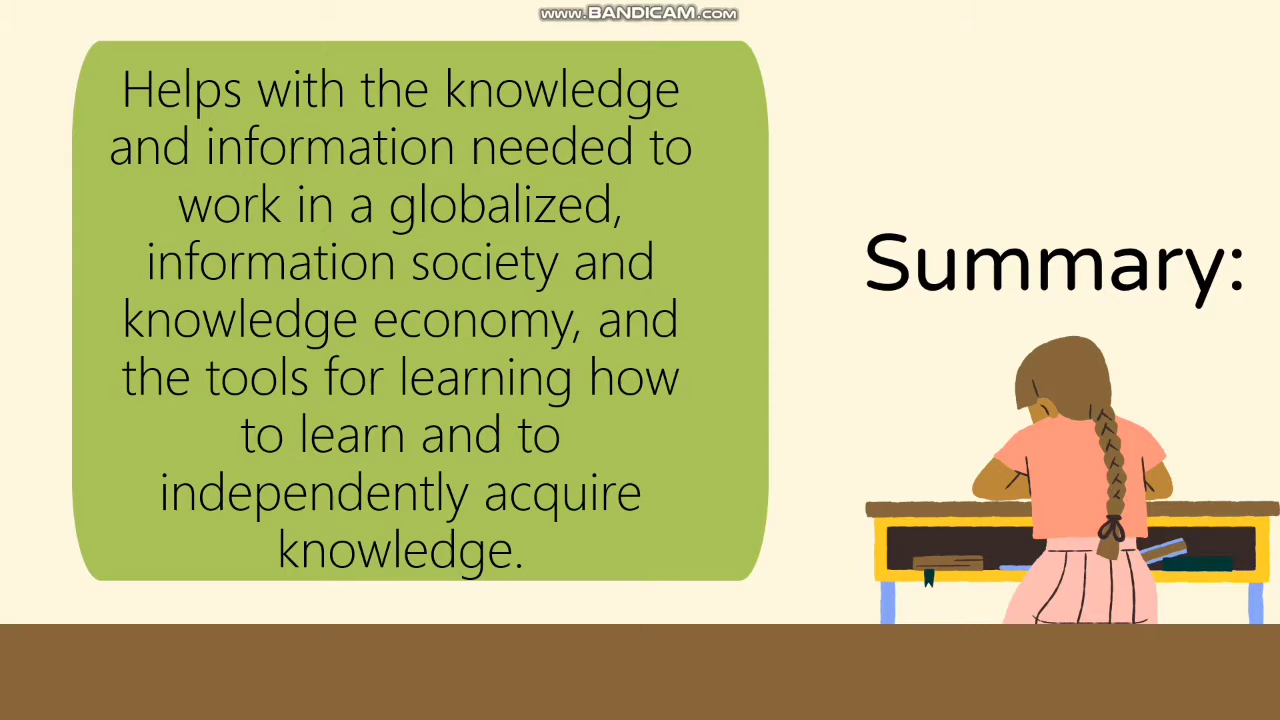 www.BANDICAM.com
Helps with the knowledge
and information needed to
work in a globalized,
information society and
knowledge economy, and
the tools for learning how
to learn and to
independently acquire
knowledge.
Summary: